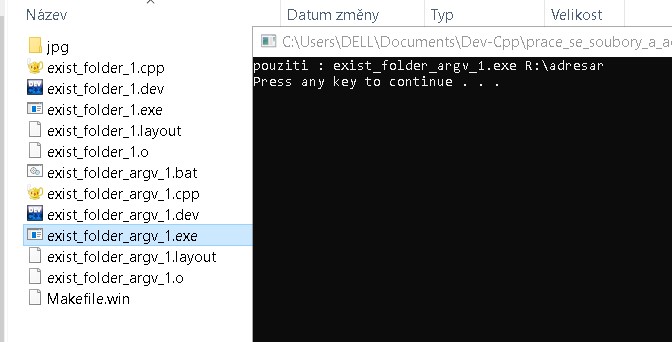 Název Datum změny Typ Velikost
jpg
exist_folder_1.cpp
exist_folder_1.dev
exist_folder_1.exe
exist_folder_1.layout
exist_folder_1.o
exist_folder_argv_1.bat
exist_folder_argv_1.cpp
exist_folder_argv_1.dev
exist_folder_argv_1.exe
exist_folder_argv_1.layout
exist_folder_argv_1.o
Makefile.win
C:\Users\DELL\Documents\Dev-Cpp\prace_se_soubory_a_a
pouziti : exist_folder_argv_1.exe R:\adresar
Press any key to continue . . .